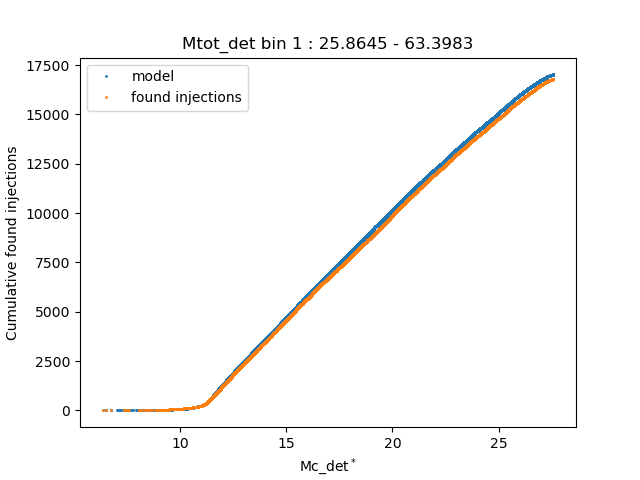 Mtot_det bin 1 : 25.8645 - 63.3983
model
found injections
17500
15000
12500
10000
7500
5000
2500
0
Cumulative found injections
10 15 20 25
Mc_det*